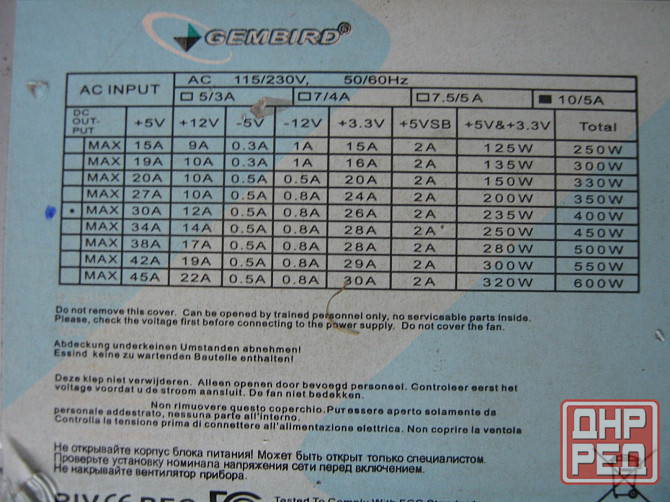 GEMBIRD®
AC INPUT AC 115/230V, 50/60Hz
5/3A 7/4A 7.5/5A 10/5A
DC OUT-PUT +5V +12V -5V -12V +3.3V +5VSB +5V&+3.3V Total
MAX 15A 9A 0.3A 1A 15A 2A 125W 250W
MAX 19A 10A 0.3A 1A 16A 2A 135W 300W
MAX 20A 10A 0.5A 0.5A 20A 2A 150W 330W
MAX 27A 10A 0.5A 0.8A 24A 2A 200W 350W
MAX 30A 12A 0.5A 0.8A 26A 2A 235W 400W
MAX 34A 14A 0.5A 0.8A 28A 2A 250W 450W
MAX 38A 17A 0.5A 0.8A 28A 2A 280W 500W
MAX 42A 19A 0.5A 0.8A 29A 2A 300W 550W
MAX 45A 22A 0.5A 0.8A 30A 2A 320W 600W
Do not remove this cover. Can be opened by trained personnel only, no serviceable parts inside.
Please, check the voltage first before connecting to the power supply. Do not cover the fan.
Abdeckung underkeinen Umstanden abnehmen!
Essind keine zu wartenden Beutelle enthalten!
Deze klep niet verwijderen. Alleen openen door bevoegd personeel. Controleer eerst het
voltage voordat u de stroom aansluit. De fan niet bedekken.
Non rimuovere questo coperchio. Pur essere aperto solamente da
personale addestrato, nessuna parte all'interno.
Controlla la tensione prima di connettere all'alimentazione elettrica. Non coprire la ventola
Не открывайте корпус блока питания! Может быть открыт только специалистом.
Проверьте установку номинала напряжения сети перед включением.
Не накрывайте вентилятор прибора.
ДНР
РЕД